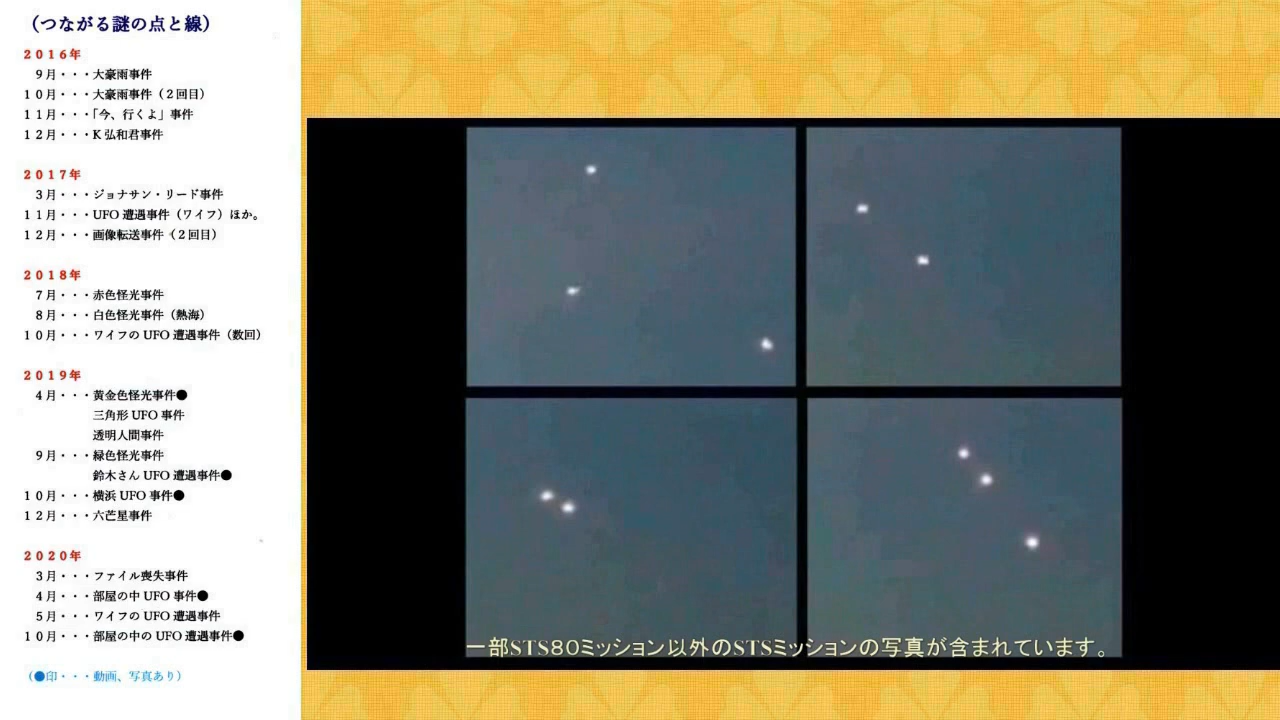 （つながる謎の点と線）
２０１６年
９月・・・大豪雨事件
１０月・・・大豪雨事件（２回目）
１１月・・・「今、行くよ」事件
１２月・・・K 弘和君事件
２０１７年
３月・・・ジョナサン・リード事件
１１月・・・UFO 遭遇事件（ワイフ）ほか。
１２月・・・画像転送事件（２回目）
２０１８年
７月・・・赤色怪光事件
８月・・・白色怪光事件（熱海）
１０月・・・ワイフの UFO 遭遇事件（数回）
２０１９年
４月・・・黄金色怪光事件●
三角形 UFO 事件
透明人間事件
９月・・・緑色怪光事件
鈴木さん UFO 遭遇事件●
１０月・・・横浜 UFO 事件●
１２月・・・六芒星事件
２０２０年
３月・・・ファイル喪失事件
４月・・・部屋の中 UFO 事件●
５月・・・ワイフの UFO 遭遇事件
１０月・・・部屋の中の UFO 遭遇事件●
（●印・・・動画、写真あり）
一部STS80ミッション以外のSTSミッションの写真が含まれています。